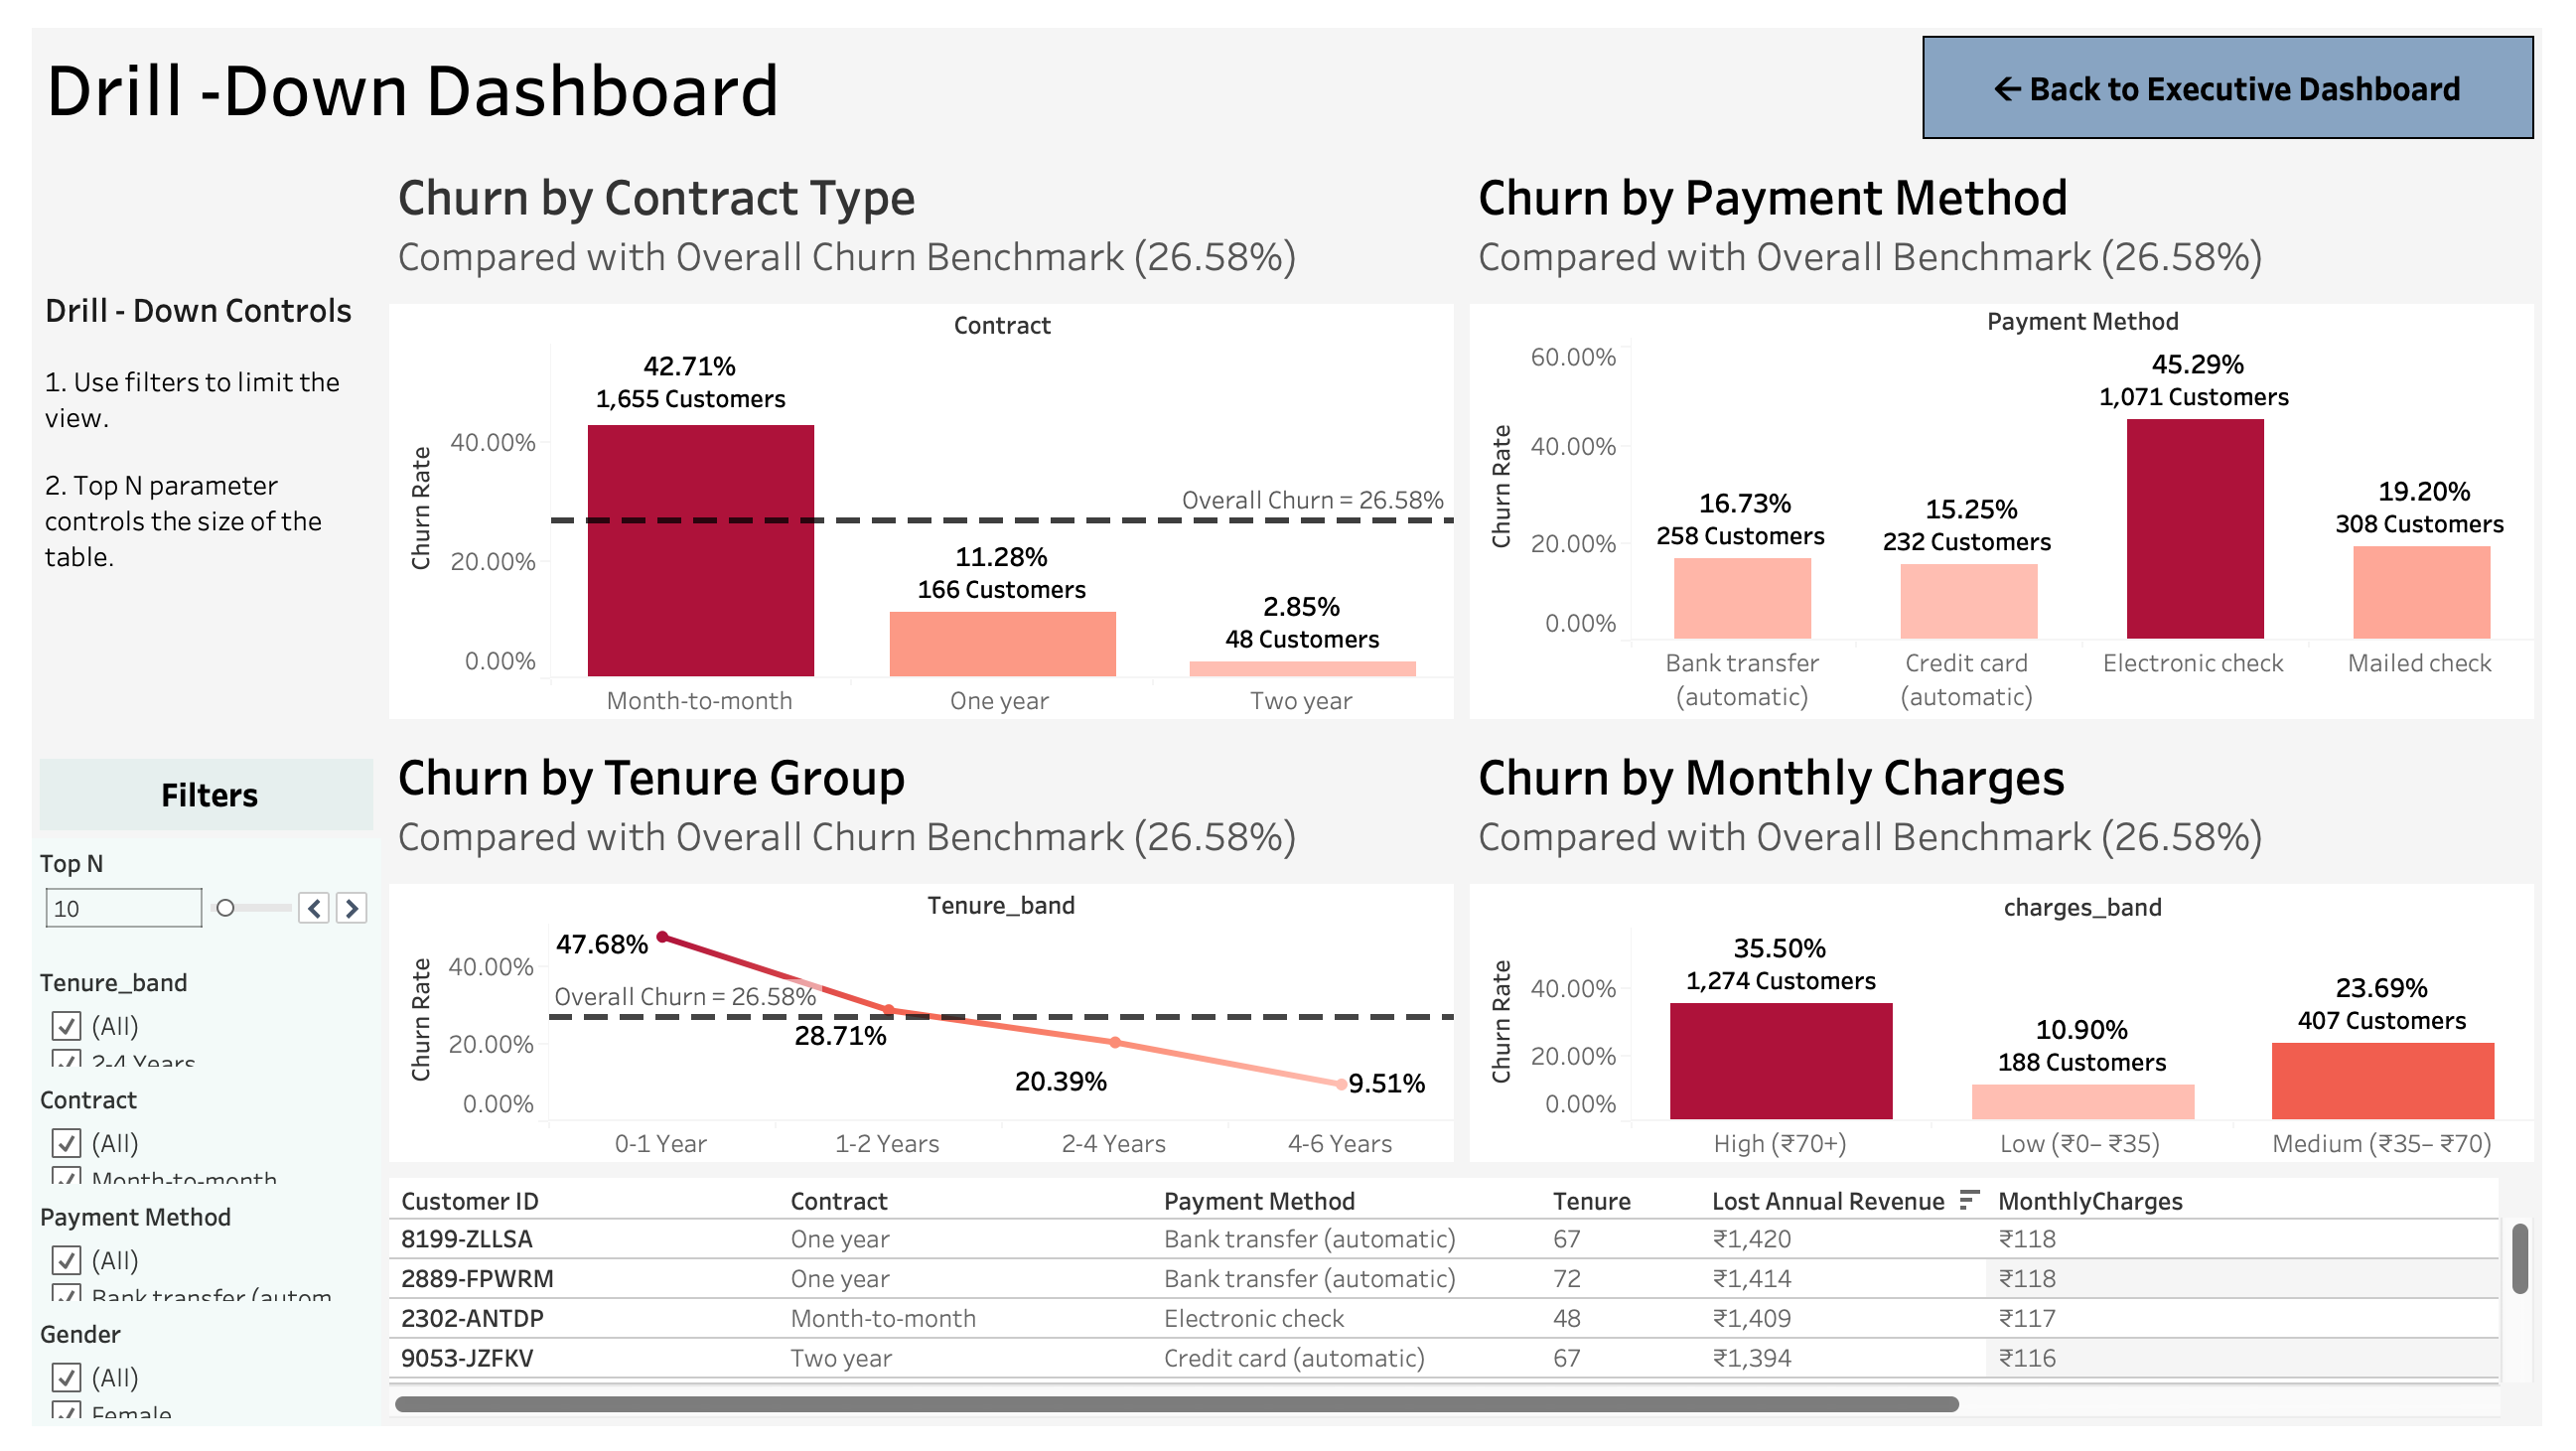 Drill -Down Dashboard
← Back to Executive Dashboard
Drill - Down Controls
1. Use filters to limit the
view.
2. Top N parameter
controls the size of the
table.
Churn by Contract Type
Compared with Overall Churn Benchmark (26.58%)
Contract
Churn Rate
40.00%
20.00%
0.00%
42.71%
1,655 Customers
11.28%
166 Customers
2.85%
48 Customers
Overall Churn = 26.58%
Month-to-month
One year
Two year
Churn by Payment Method
Compared with Overall Benchmark (26.58%)
Payment Method
Churn Rate
60.00%
40.00%
20.00%
0.00%
16.73%
258 Customers
15.25%
232 Customers
45.29%
1,071 Customers
19.20%
308 Customers
Bank transfer
(automatic)
Credit card
(automatic)
Electronic check
Mailed check
Filters
Top N
10
Tenure_band
(All)
2-4 Years
Contract
(All)
Month-to-month
Payment Method
(All)
Bank transfer (autom
Gender
(All)
Female
Churn by Tenure Group
Compared with Overall Churn Benchmark (26.58%)
Tenure_band
Churn Rate
40.00%
20.00%
0.00%
47.68%
Overall Churn = 26.58%
28.71%
20.39%
9.51%
0-1 Year
1-2 Years
2-4 Years
4-6 Years
Churn by Monthly Charges
Compared with Overall Benchmark (26.58%)
charges_band
Churn Rate
40.00%
20.00%
0.00%
35.50%
1,274 Customers
10.90%
188 Customers
23.69%
407 Customers
High (₹70+)
Low (₹0– ₹35)
Medium (₹35– ₹70)
Customer ID Contract Payment Method Tenure Lost Annual Revenue MonthlyCharges
8199-ZLLSA One year Bank transfer (automatic) 67 ₹1,420 ₹118
2889-FPWRM One year Bank transfer (automatic) 72 ₹1,414 ₹118
2302-ANTDP Month-to-month Electronic check 48 ₹1,409 ₹117
9053-JZFKV Two year Credit card (automatic) 67 ₹1,394 ₹116